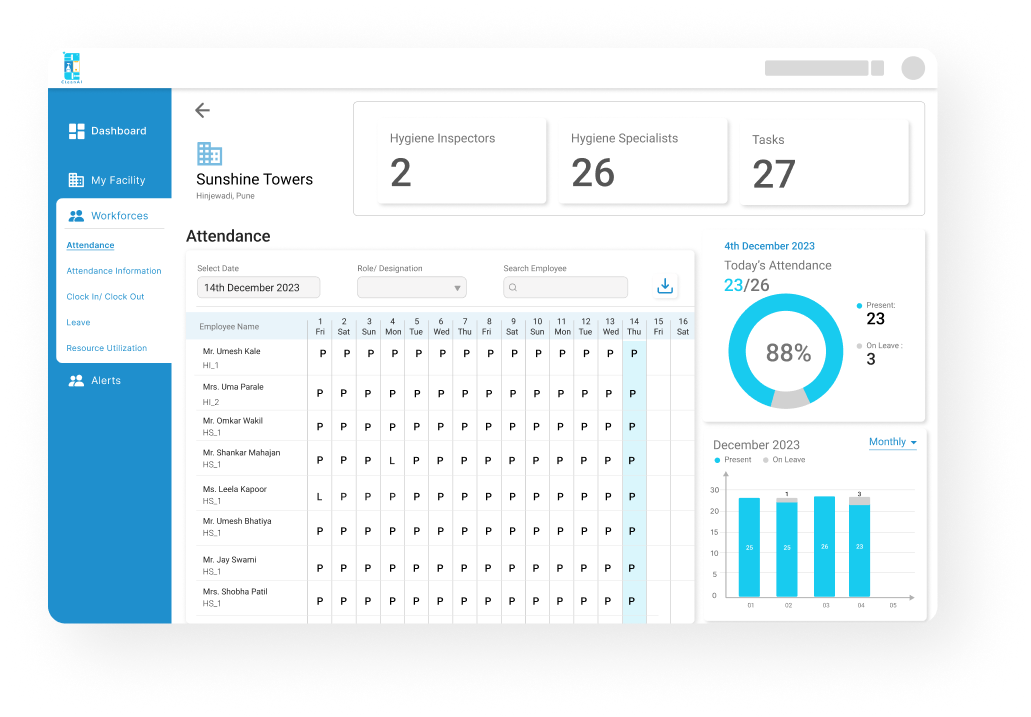 CleanAI
Dashboard
My Facility
Workforces
Attendance
Attendance Information
Clock In/ Clock Out
Leave
Resource Utilization
Alerts
Sunshine Towers
Hinjewadi, Pune
Hygiene Inspectors
2
Hygiene Specialists
26
Tasks
27
Attendance
Select Date
Role/ Designation
Search Employee
14th December 2023
Employee Name
1 2 3 4 5 6 7 8 9 10 11 12 13 14 15 16
Fri Sat Sun Mon Tue Wed Thu Fri Sat Sun Mon Tue Wed Thu Fri Sat
Mr. Umesh Kale
HI_1
P P P P P P P P P P P P P P
Mrs. Uma Parale
HI_2
P P P P P P P P P P P P P P
Mr. Omkar Wakil
HS_1
P P P P P P P P P P P P P P
Mr. Shankar Mahajan
HS_1
P P P L P P P P P P P P P P
Ms. Leela Kapoor
HS_1
L P P P P P P P P P P P P P
Mr. Umesh Bhatiya
HS_1
P P P P P P P P P P P P P P
Mr. Jay Swami
HS_1
P P P P P P P P P P P P P P
Mrs. Shobha Patil
HS_1
P P P P P P P P P P P P P P
4th December 2023
Today's Attendance
23/26
88%
Present:
23
On Leave :
3
December 2023
Monthly
Present On Leave
30
20
15
10
5
0
1
3
25 25 26 23
01 02 03 04 05